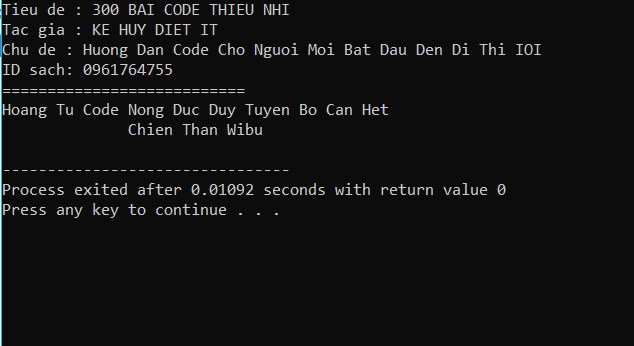 Tieu de : 300 BAI CODE THIEU NHI
Tac gia : KE HUY DIET IT
Chu de : Huong Dan Code Cho Nguoi Moi Bat Dau Den Di Thi IOI
ID sach: 0961764755
===========================
Hoang Tu Code Nong Duc Duy Tuyen Bo Can Het
Chien Than Wibu
--------------------------------
Process exited after 0.01092 seconds with return value 0
Press any key to continue . . .